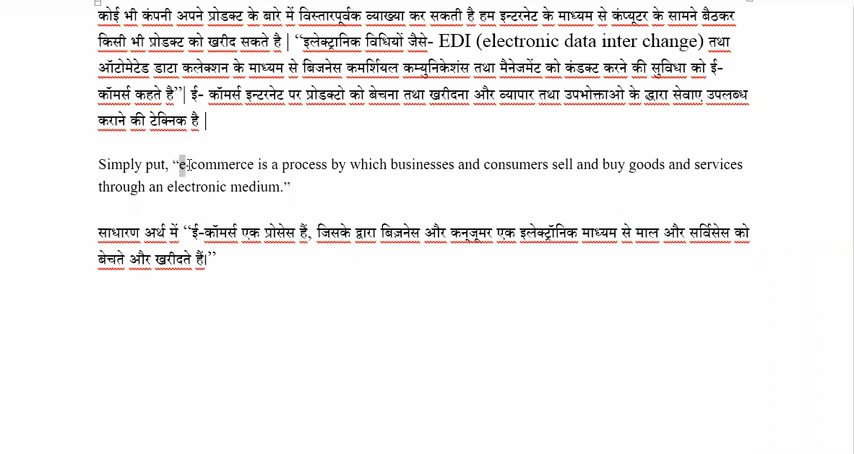 कोई भी कंपनी अपने प्रोडक्ट के बारे में विस्तारपूर्वक व्याख्या कर सकती है हम इन्टरनेट के माध्यम से कंप्यूटर के सामने बैठकर
किसी भी प्रोडक्ट को खरीद सकते है | “इलेक्ट्रानिक विधियों जैसे- EDI (electronic data inter change) तथा
ऑटोमेटेड डाटा कलेक्शन के माध्यम से बिजनेस कमर्शियल कम्युनिकेशंस तथा मैनेजमेंट को कंडक्ट करने की सुविधा को ई-
कॉमर्स कहते है”| ई- कॉमर्स इन्टरनेट पर प्रोडक्टो को बेचना तथा खरीदना और व्यापार तथा उपभोक्ताओ के द्धारा सेवाए उपलब्ध
कराने की टेक्निक है |
Simply put, “e-commerce is a process by which businesses and consumers sell and buy goods and services
through an electronic medium.”
साधारण अर्थ में “ई-कॉमर्स एक प्रोसेस हैं, जिसके द्वारा बिज़नेस और कनज़ूमर एक इलेक्ट्रॉनिक माध्यम से माल और सर्विसेस को
बेचते और खरीदते हैं।”